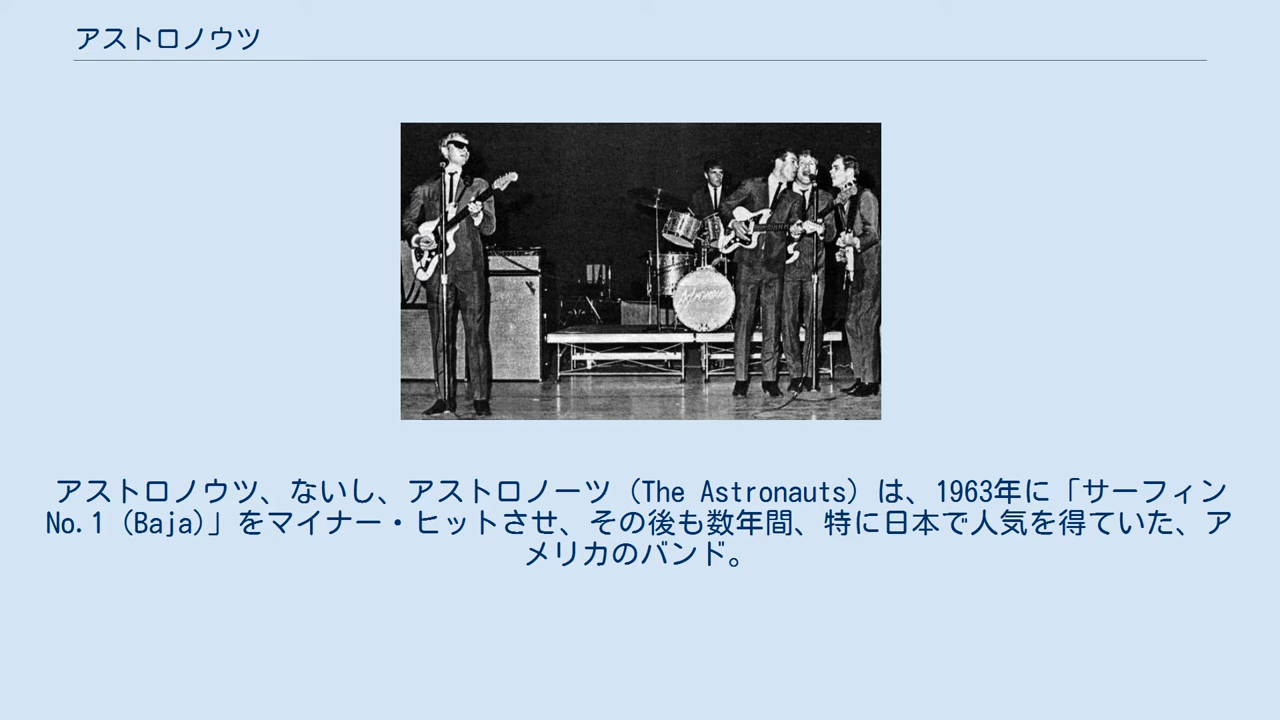 アストロノウツ
アストロノウツ、ないし、アストロノーツ（The Astronauts）は、1963年に「サーフィン
No.1（Baja)」をマイナー・ヒットさせ、その後も数年間、特に日本で人気を得ていた、ア
メリカのバンド。